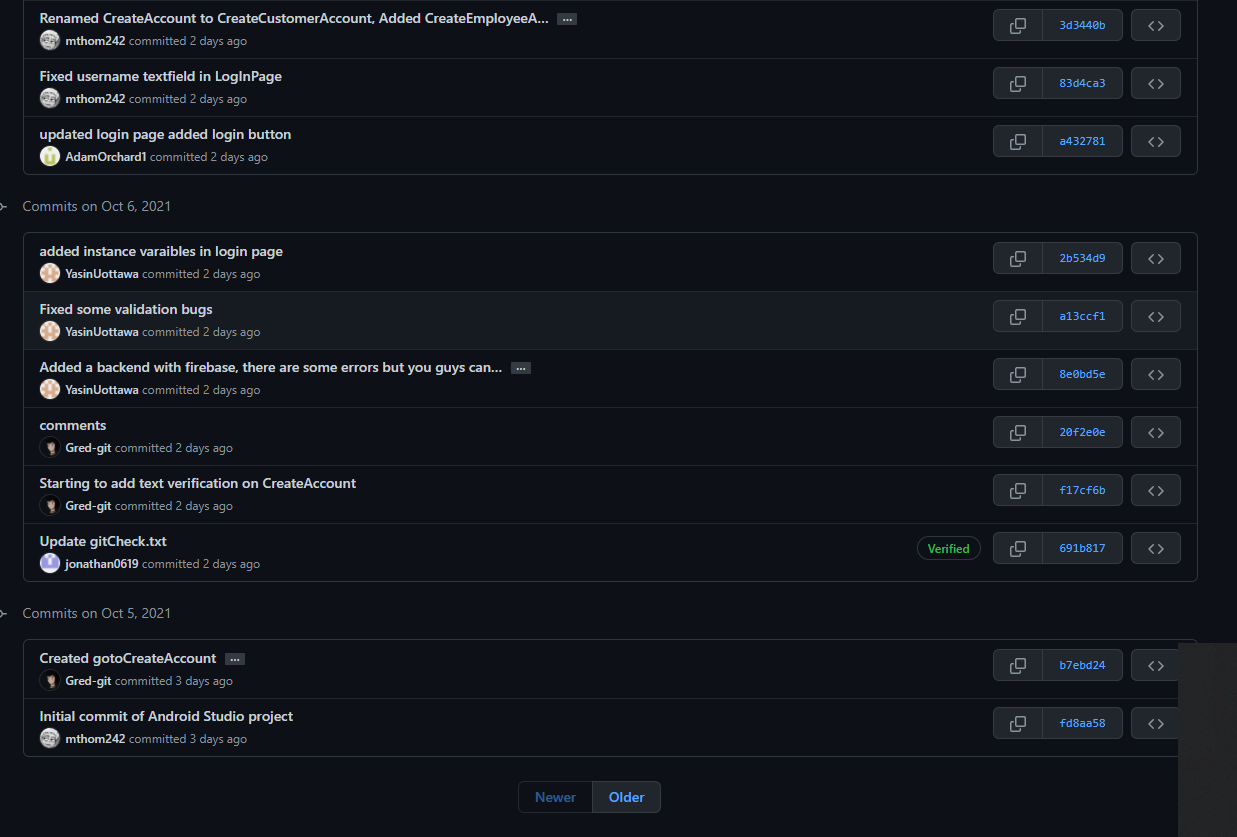 Renamed CreateAccount to CreateCustomerAccount, Added CreateEmployeeA... ...
3d3440b
mthom242 committed 2 days ago
Fixed username textfield in LogInPage
83d4ca3
mthom242 committed 2 days ago
updated login page added login button
a432781
AdamOrchard1 committed 2 days ago
Commits on Oct 6, 2021
added instance varaibles in login page
2b534d9
YasinUottawa committed 2 days ago
Fixed some validation bugs
a13ccf1
YasinUottawa committed 2 days ago
Added a backend with firebase, there are some errors but you guys can... ...
8e0bd5e
YasinUottawa committed 2 days ago
comments
20f2e0e
Gred-git committed 2 days ago
Starting to add text verification on CreateAccount
f17cf6b
Gred-git committed 2 days ago
Update gitCheck.txt
Verified 691b817
jonathan0619 committed 2 days ago
Commits on Oct 5, 2021
Created gotoCreateAccount ...
b7ebd24
Gred-git committed 3 days ago
Initial commit of Android Studio project
fd8aa58
mthom242 committed 3 days ago
Newer Older